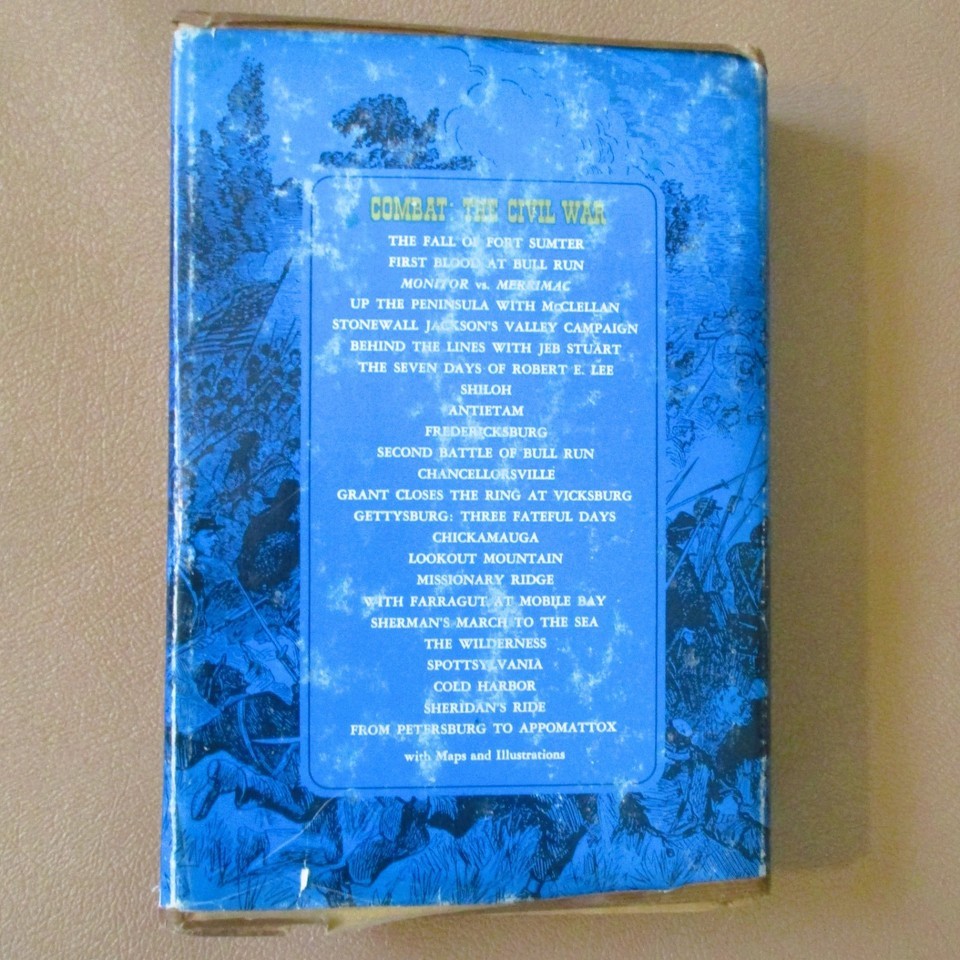 COMBAT: THE CIVIL WAR
THE FALL OF FORT SUMTER
FIRST BLOOD AT BULL RUN
MONITOR vs. MERRIMAC
UP THE PENINSULA WITH McCLELLAN
STONEWALL JACKSON'S VALLEY CAMPAIGN
BEHIND THE LINES WITH JEB STUART
THE SEVEN DAYS OF ROBERT E. LEE
SHILOH
ANTIETAM
FREDERICKSBURG
SECOND BATTLE OF BULL RUN
CHANCELLORSVILLE
GRANT CLOSES THE RING AT VICKSBURG
GETTYSBURG: THREE FATEFUL DAYS
CHICKAMAUGA
LOOKOUT MOUNTAIN
MISSIONARY RIDGE
WITH FARRAGUT AT MOBILE BAY
SHERMAN'S MARCH TO THE SEA
THE WILDERNESS
SPOTTSYLVANIA
COLD HARBOR
SHERIDAN'S RIDE
FROM PETERSBURG TO APPOMATTOX
with Maps and Illustrations